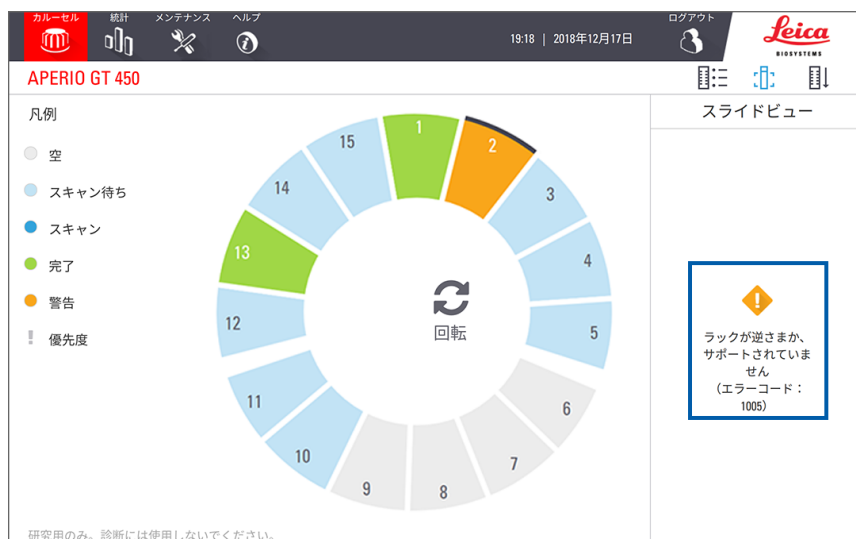 カルーセル
統計
メンテナンス
ヘルプ
19:18 | 2018年12月17日
ログアウト
Leica
BIOSYSTEMS
APERIO GT 450
凡例
空
スキャン待ち
スキャン
完了
警告
優先度
1
2
3
4
5
6
7
8
9
10
11
12
13
14
15
回転
スライドビュー
ラックが逆さまか、
サポートされていま
せん
（エラーコード：
1005）
研究用のみ。診断には使用しないでください。